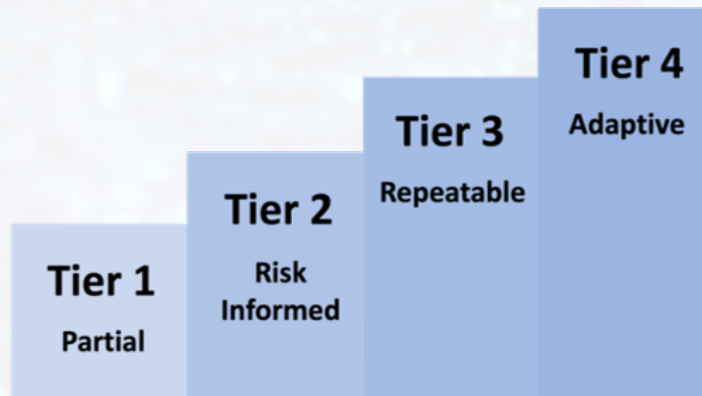 Tier 1
Partial
Tier 2
Risk
Informed
Tier 3
Repeatable
Tier 4
Adaptive